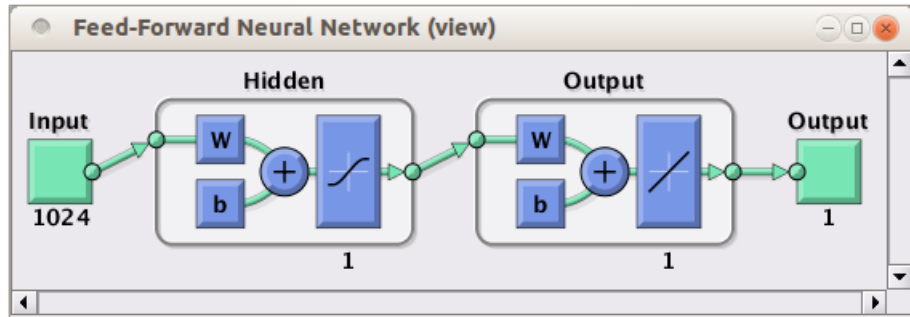 Feed-Forward Neural Network (view)
Hidden
Output
Input
Output
W
W
b
b
1024
1
1
1